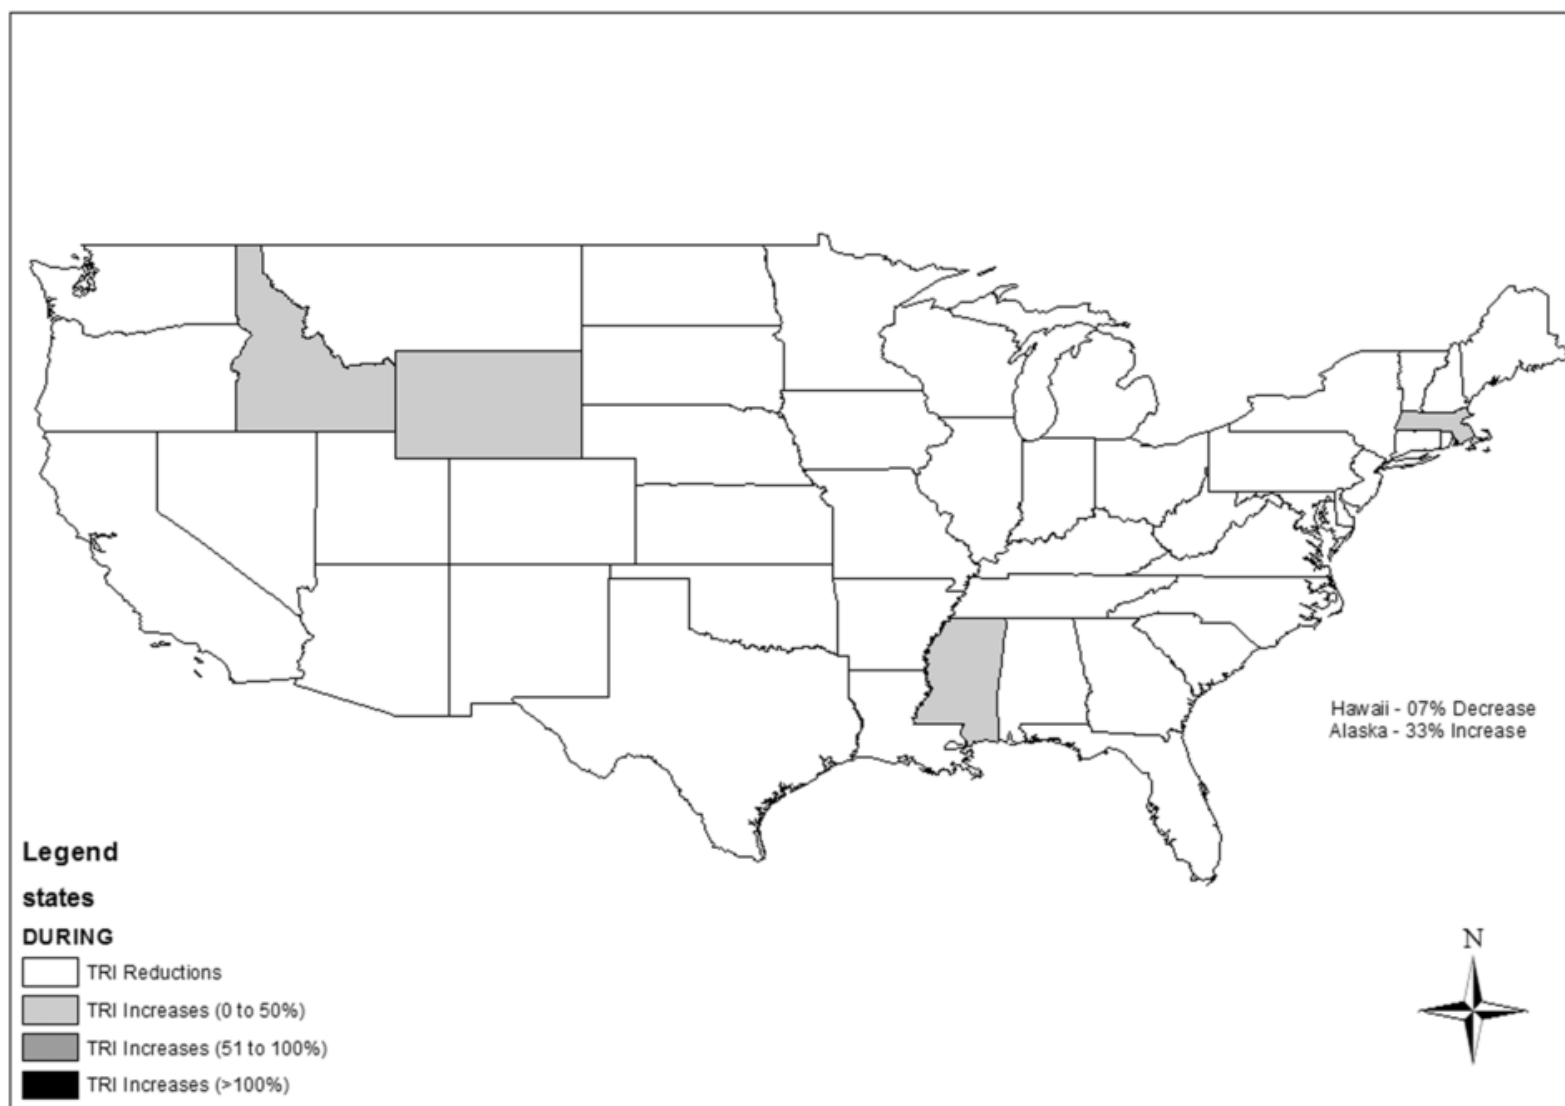 Hawaii - 07% Decrease
Alaska - 33% Increase
Legend
states
DURING
TRI Reductions
TRI Increases (0 to 50%)
TRI Increases (51 to 100%)
TRI Increases (>100%)
N